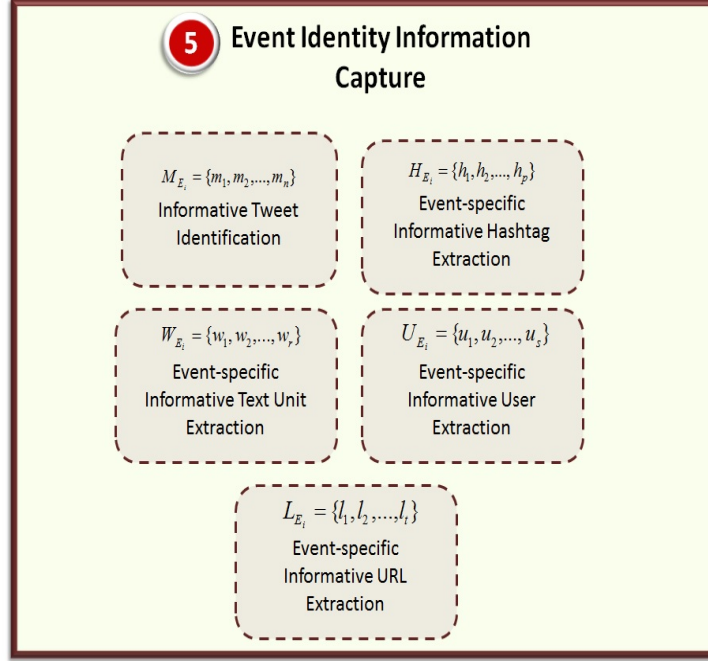 5
Event Identity Information
Capture
M_{E_i} = {m_1, m_2,..., m_n}
Informative Tweet
Identification
H_{E_i} = {h_1, h_2,..., h_p}
Event-specific
Informative Hashtag
Extraction
W_{E_i} = {w_1, w_2,..., w_r}
Event-specific
Informative Text Unit
Extraction
U_{E_i} = {u_1, u_2,..., u_s}
Event-specific
Informative User
Extraction
L_{E_i} = {l_1, l_2,...,l_t}
Event-specific
Informative URL
Extraction